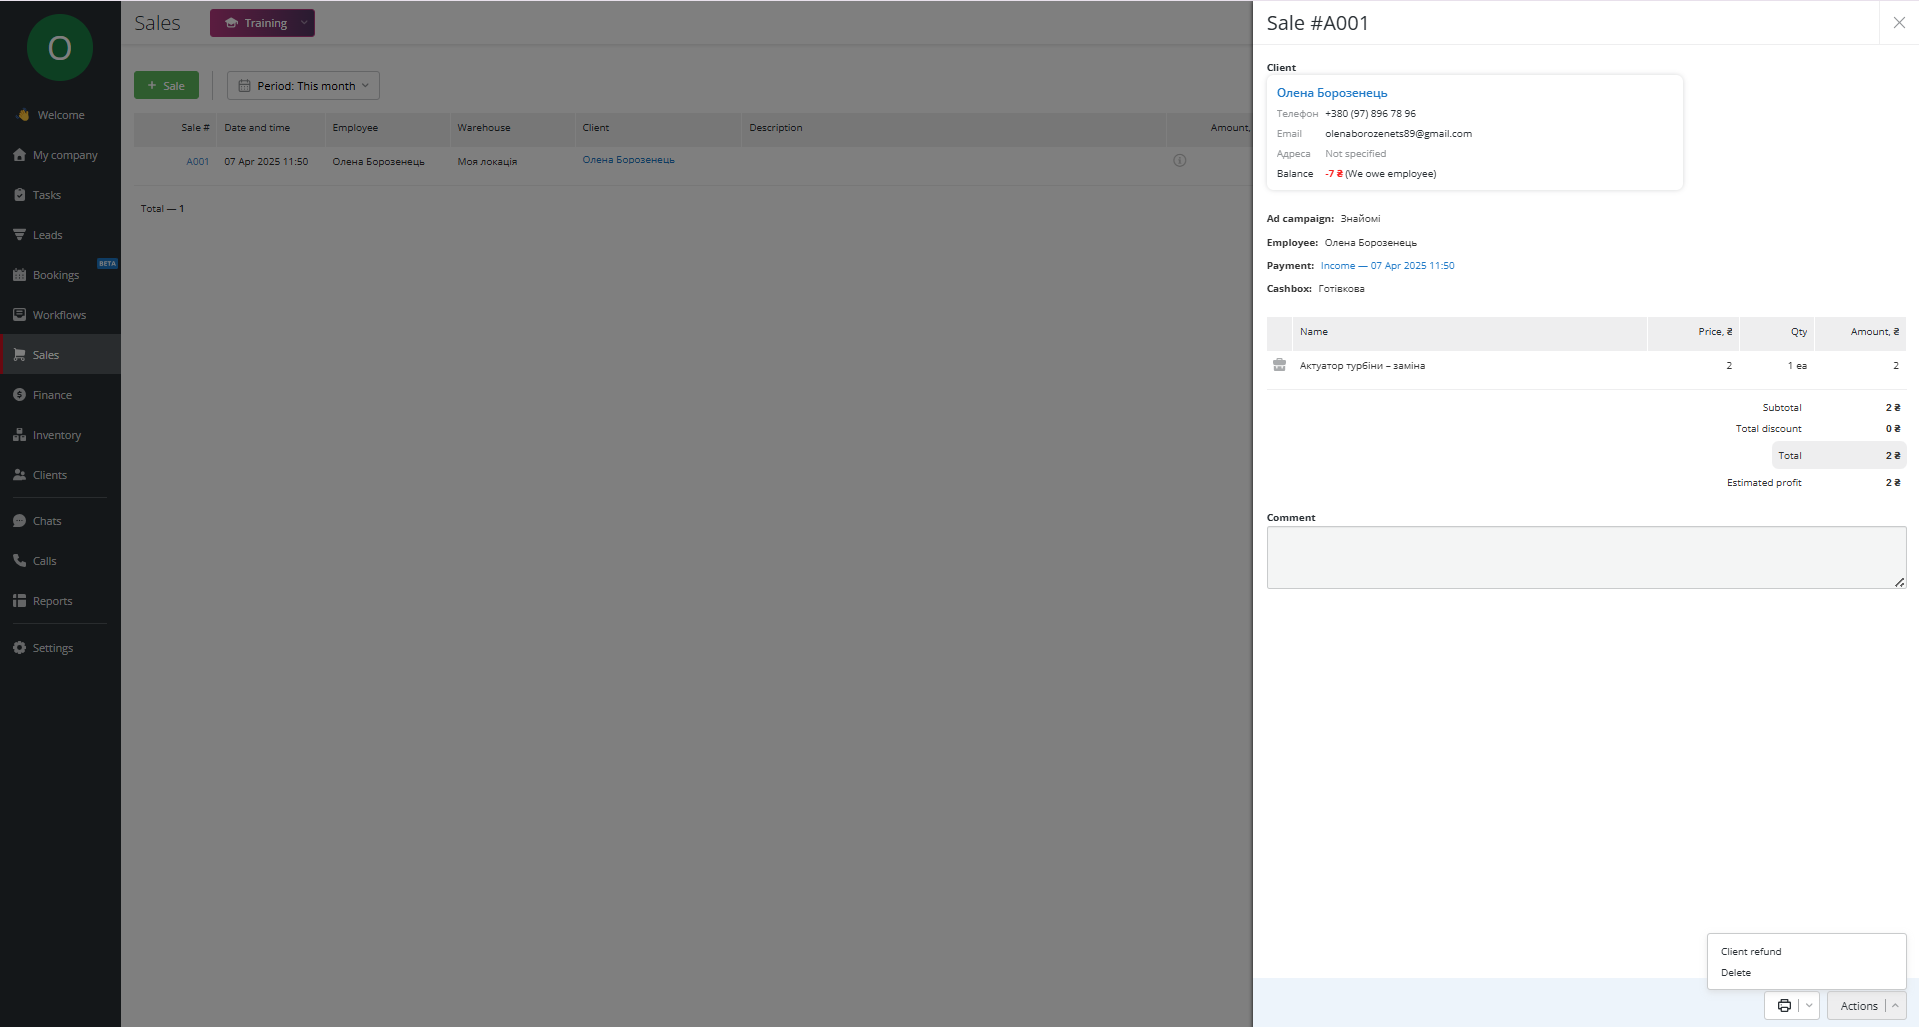 O
Welcome
My company
Tasks
Leads
Bookings
BETA
Workflows
Sales
Finance
Inventory
Clients
Chats
Calls
Reports
Settings
Sales
Training
+ Sale
Period: This month
Sale # Date and time Employee Warehouse Client Description Amount,
A001 07 Apr 2025 11:50 Олена Борозенець Моя локація Олена Борозенець
Total — 1
Sale #A001
Client
Олена Борозенець
Телефон +380 (97) 896 78 96
Email olenaborozenets89@gmail.com
Адреса Not specified
Balance -7 ₴ (We owe employee)
Ad campaign: Знайомі
Employee: Олена Борозенець
Payment: Income — 07 Apr 2025 11:50
Cashbox: Готівкова
Name Price, ₴ Qty Amount, ₴
Актуатор турбіни – заміна 2 1 ea 2
Subtotal 2 ₴
Total discount 0 ₴
Total 2 ₴
Estimated profit 2 ₴
Comment
Client refund
Delete
Actions